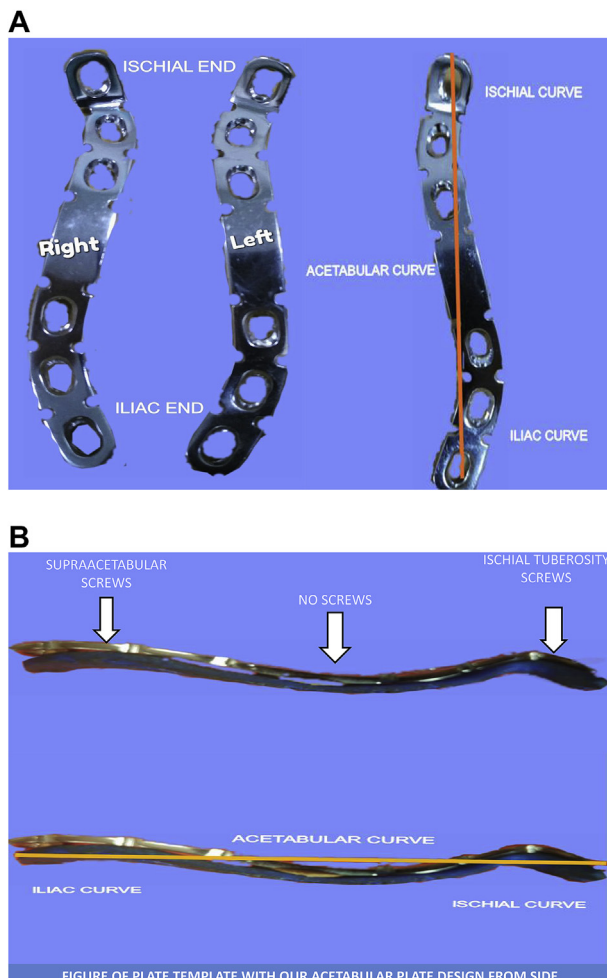 A
ISCHIAL END
ISCHIAL CURVE
Right
Left
ACETABULAR CURVE
ILIAC END
ILIAC CURVE
B
SUPRAACETABULAR
SCREWS
NO SCREWS
ISCHIAL TUBEROSITY
SCREWS
ACETABULAR CURVE
ILIAC CURVE
ISCHIAL CURVE
FIGURE OF PLATE TEMPLATE WITH OUR ACETABULAR PLATE DESIGN FROM SIDE